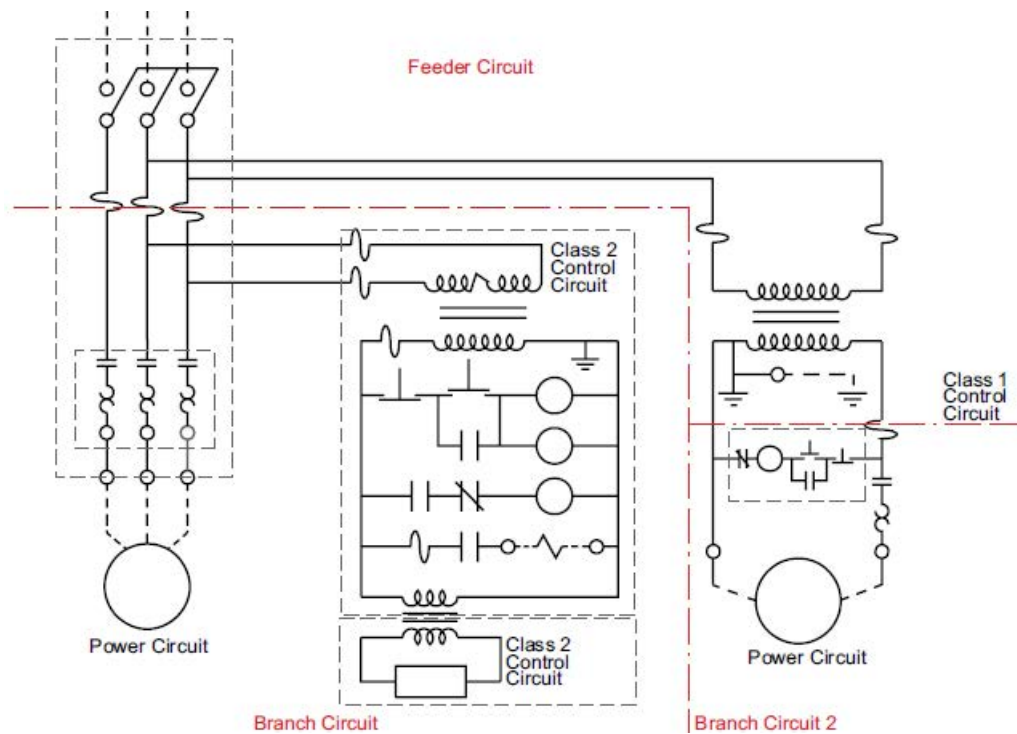 Feeder Circuit
Class 2
Control
Circuit
Class 1
Control
Circuit
Power Circuit
Class 2
Control
Circuit
Power Circuit
Branch Circuit
Branch Circuit 2